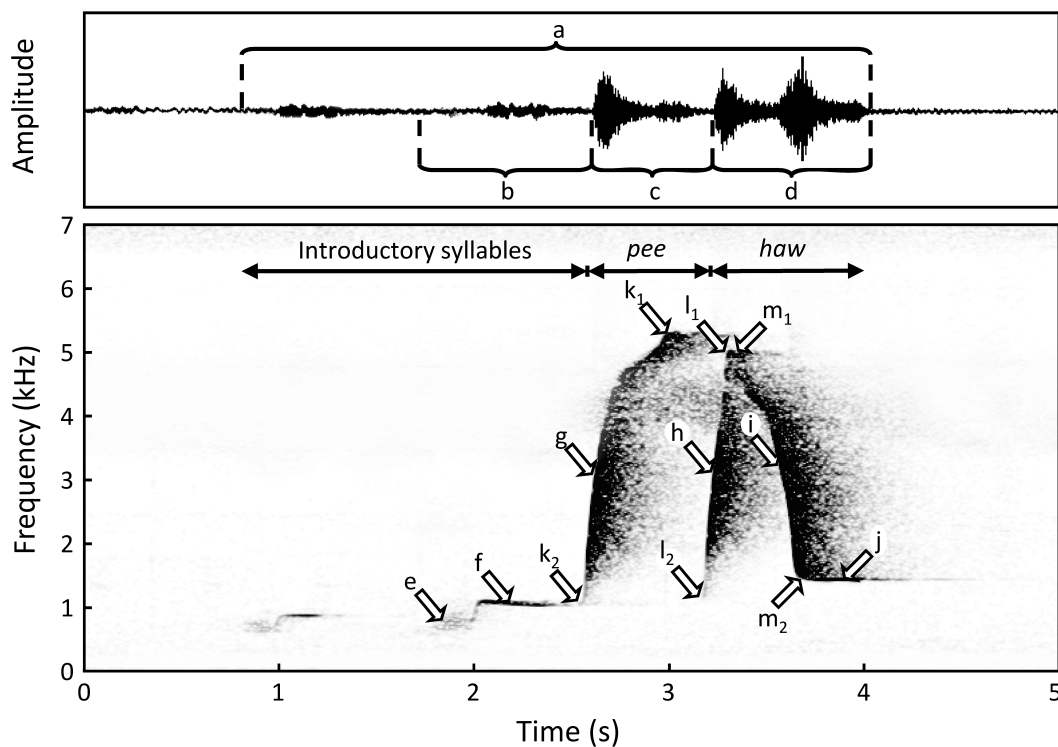 Amplitude
a
b c d
7
6
5
4
3
2
1
0
Frequency (kHz)
Introductory syllables pee haw
k1
l1
m1
g
h
i
e
f
k2
l2
j
m2
0 1 2 3 4 5
Time (s)